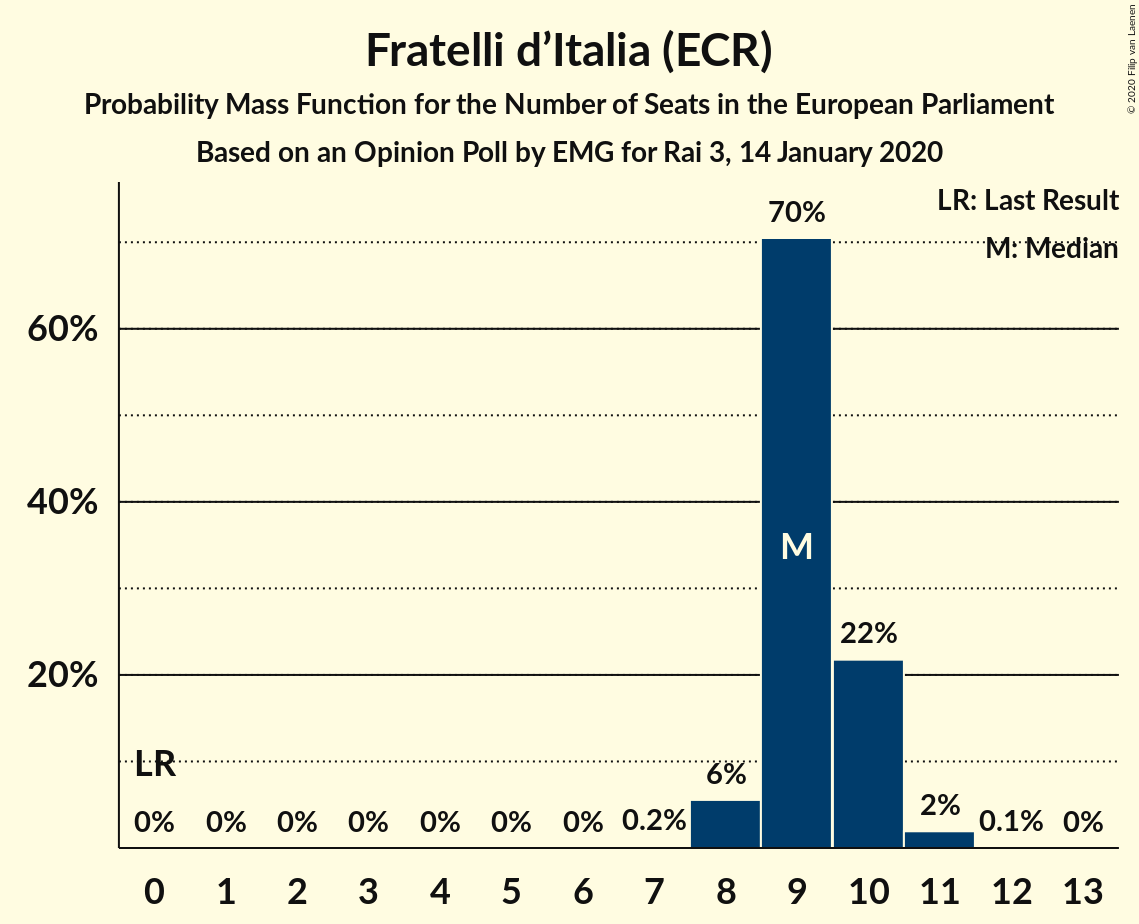 Fratelli d’Italia (ECR)
Probability Mass Function for the Number of Seats in the European Parliament
Based on an Opinion Poll by EMG for Rai 3, 14 January 2020
© 2020 Filip van Laenen
LR: Last Result
M: Median
70%
60%
40%
M
22%
20%
LR
6%
2%
0% 0% 0% 0% 0% 0% 0% 0.2% 0.1% 0%
0 1 2 3 4 5 6 7 8 9 10 11 12 13